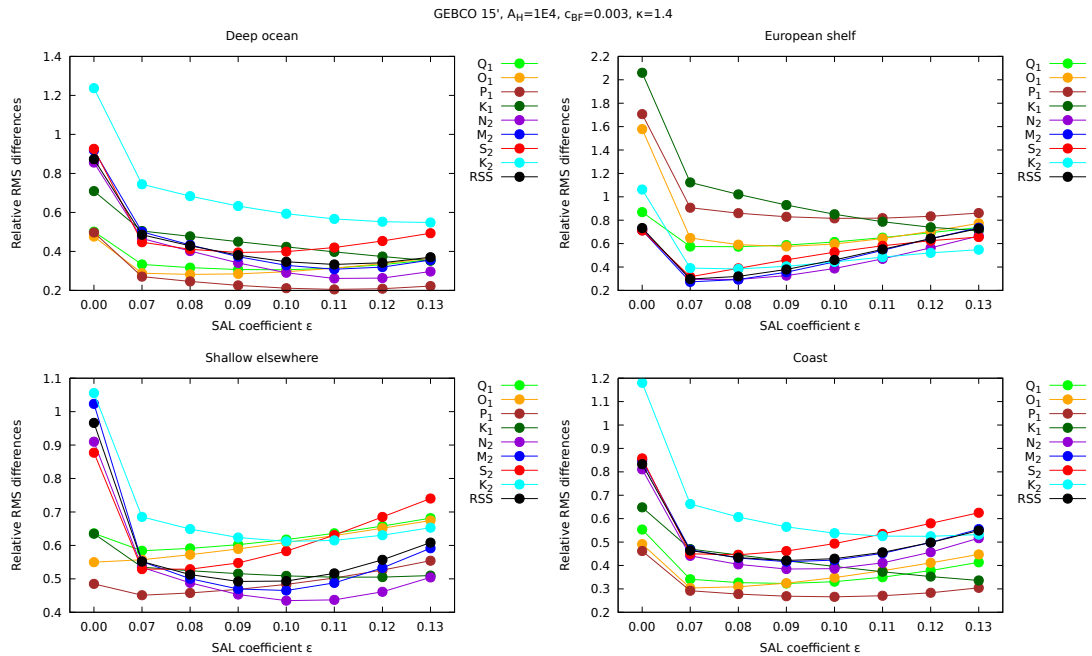 GEBCO 15', A_H=1E4, c_BF=0.003, κ=1.4
Deep ocean
Relative RMS differences
1.4
1.2
1
0.8
0.6
0.4
0.2
0.00 0.07 0.08 0.09 0.10 0.11 0.12 0.13
SAL coefficient ε
Q₁
O₁
P₁
K₁
N₂
M₂
S₂
K₂
RSS
European shelf
Relative RMS differences
2.2
2
1.8
1.6
1.4
1.2
1
0.8
0.6
0.4
0.2
0.00 0.07 0.08 0.09 0.10 0.11 0.12 0.13
SAL coefficient ε
Q₁
O₁
P₁
K₁
N₂
M₂
S₂
K₂
RSS
Shallow elsewhere
Relative RMS differences
1.1
1
0.9
0.8
0.7
0.6
0.5
0.4
0.00 0.07 0.08 0.09 0.10 0.11 0.12 0.13
SAL coefficient ε
Q₁
O₁
P₁
K₁
N₂
M₂
S₂
K₂
RSS
Coast
Relative RMS differences
1.2
1.1
1
0.9
0.8
0.7
0.6
0.5
0.4
0.3
0.2
0.00 0.07 0.08 0.09 0.10 0.11 0.12 0.13
SAL coefficient ε
Q₁
O₁
P₁
K₁
N₂
M₂
S₂
K₂
RSS